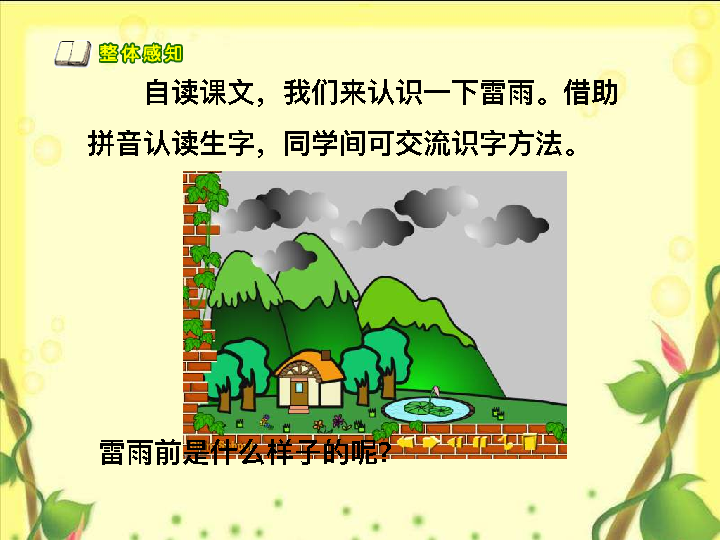 整体感知
自读课文，我们来认识一下雷雨。借助
拼音认读生字，同学间可交流识字方法。
雷雨前是什么样子的呢?